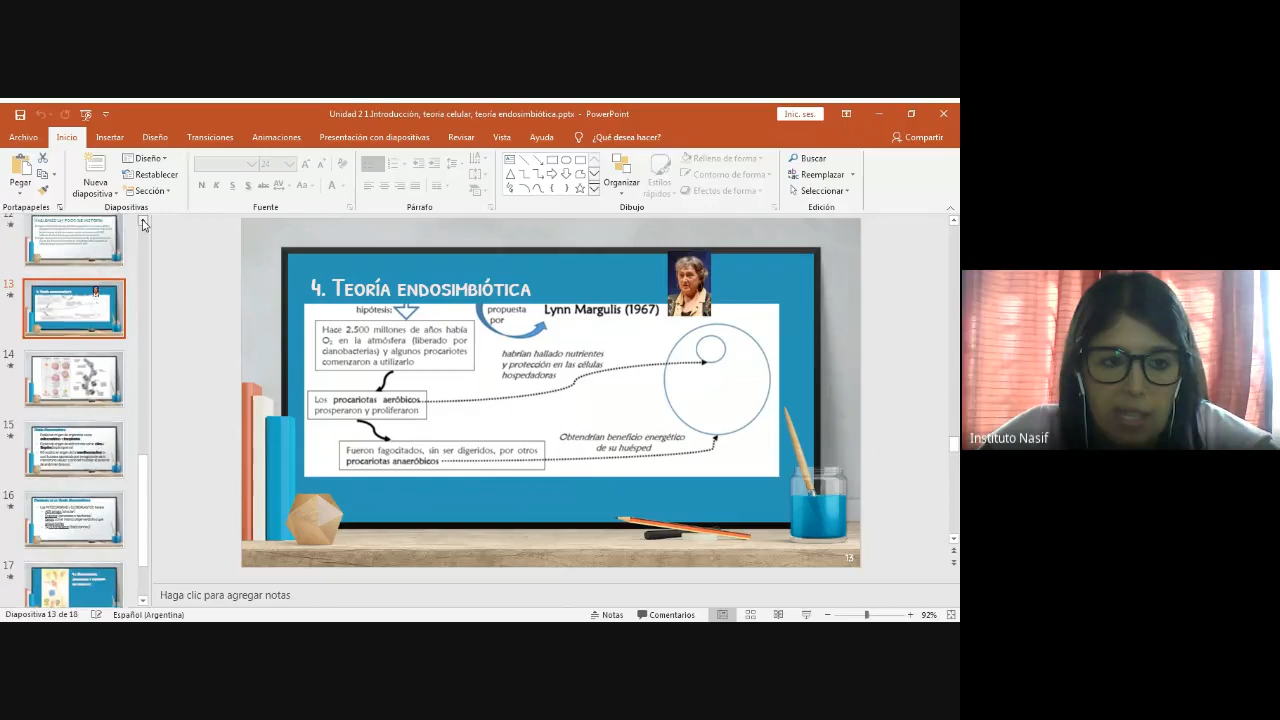 Unidad 2 1.Introducción, teoria celular, teoría endosimbiótica.pptx - PowerPoint
Inic. ses.
Archivo Inicio Insertar Diseño Transiciones Animaciones Presentación con diapositivas Revisar Vista Ayuda ¿Qué desea hacer? Compartir
Pegar
Nueva
diapositiva
Diseño
Restablecer
Sección
24
N K S S abc AV Aa A
Organizar
Estilos
rápidos
Relleno de forma
Contorno de forma
Efectos de forma
Buscar
Reemplazar
Seleccionar
Portapapeles Diapositivas Fuente Párrafo Dibujo Edición
12
13
14
15
16
17
4. Teoría endosimbiótica
hipótesis:
propuesta
por
Lynn Margulis (1967)
Hace 2.500 millones de años había
O₂ en la atmósfera (liberado por
cianobacterias) y algunos procariotes
comenzaron a utilizarlo
habrían hallado nutrientes
y protección en las células
hospedadoras
Los procariotas aeróbicos
prosperaron y proliferaron
Obtendrían beneficio energético
de su huésped
Fueron fagocitados, sin ser digeridos, por otros
procariotas anaeróbicos
13
Haga clic para agregar notas
Diapositiva 13 de 18 Español (Argentina) Notas Comentarios 92%
Instituto Nasif